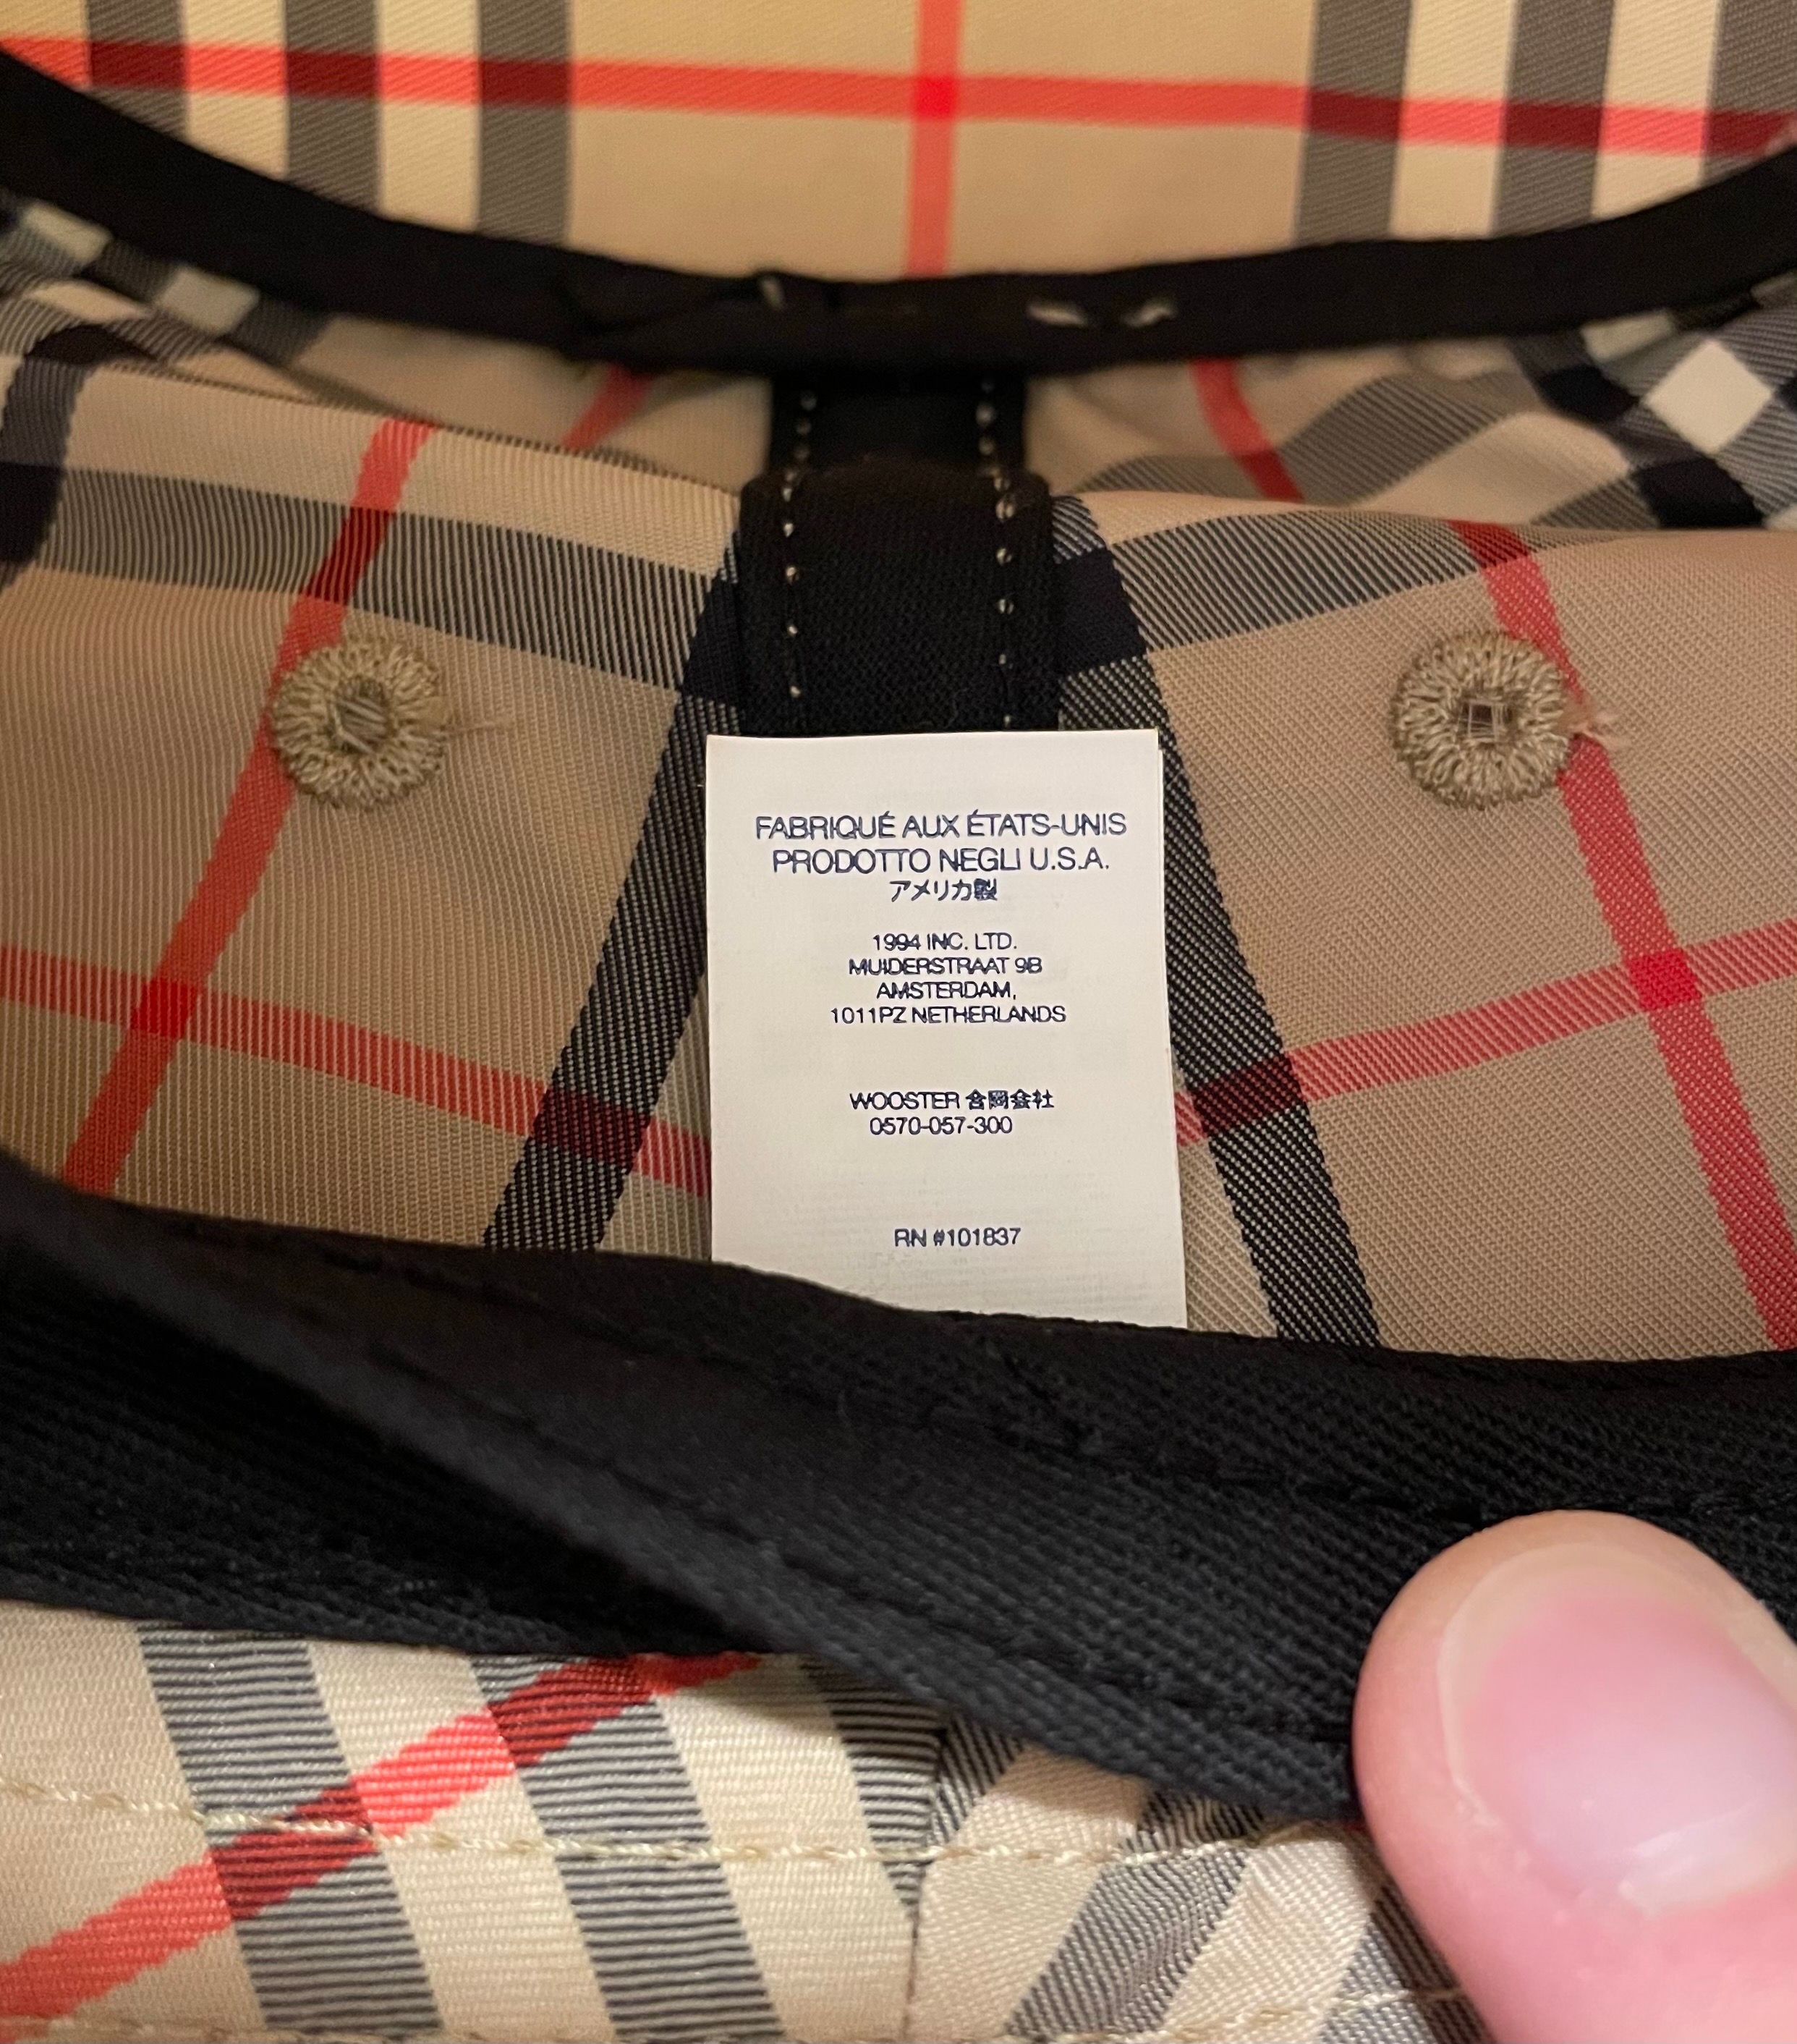 FABRIQUÉ AUX ÉTATS-UNIS
PRODOTTO NEGLI U.S.A.
アメリカ製
1994 INC. LTD.
MUIDERSTRAAT 9B
AMSTERDAM,
1011PZ NETHERLANDS
WOOSTER 合同会社
0570-057-300
RN #101837